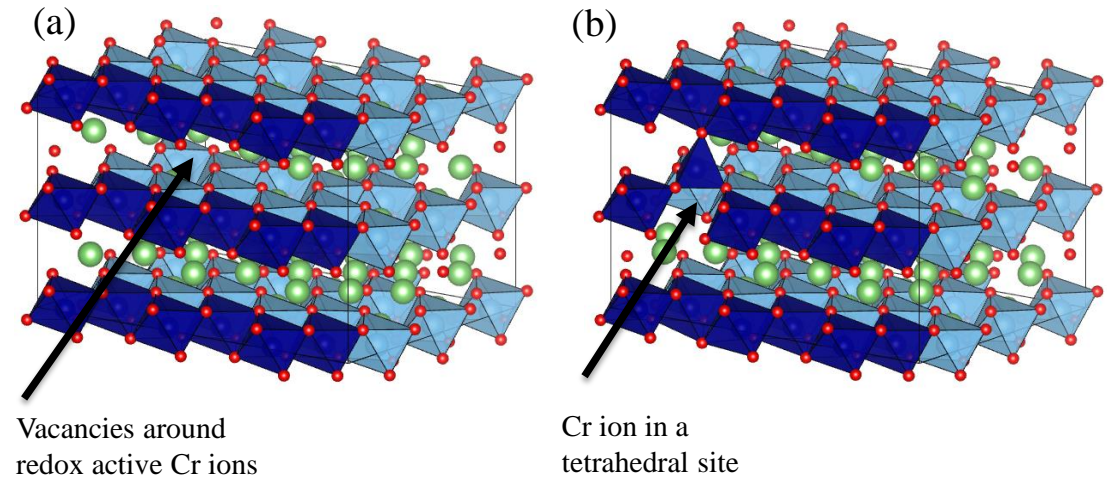 (a)
(b)
Vacancies around
redox active Cr ions
Cr ion in a
tetrahedral site